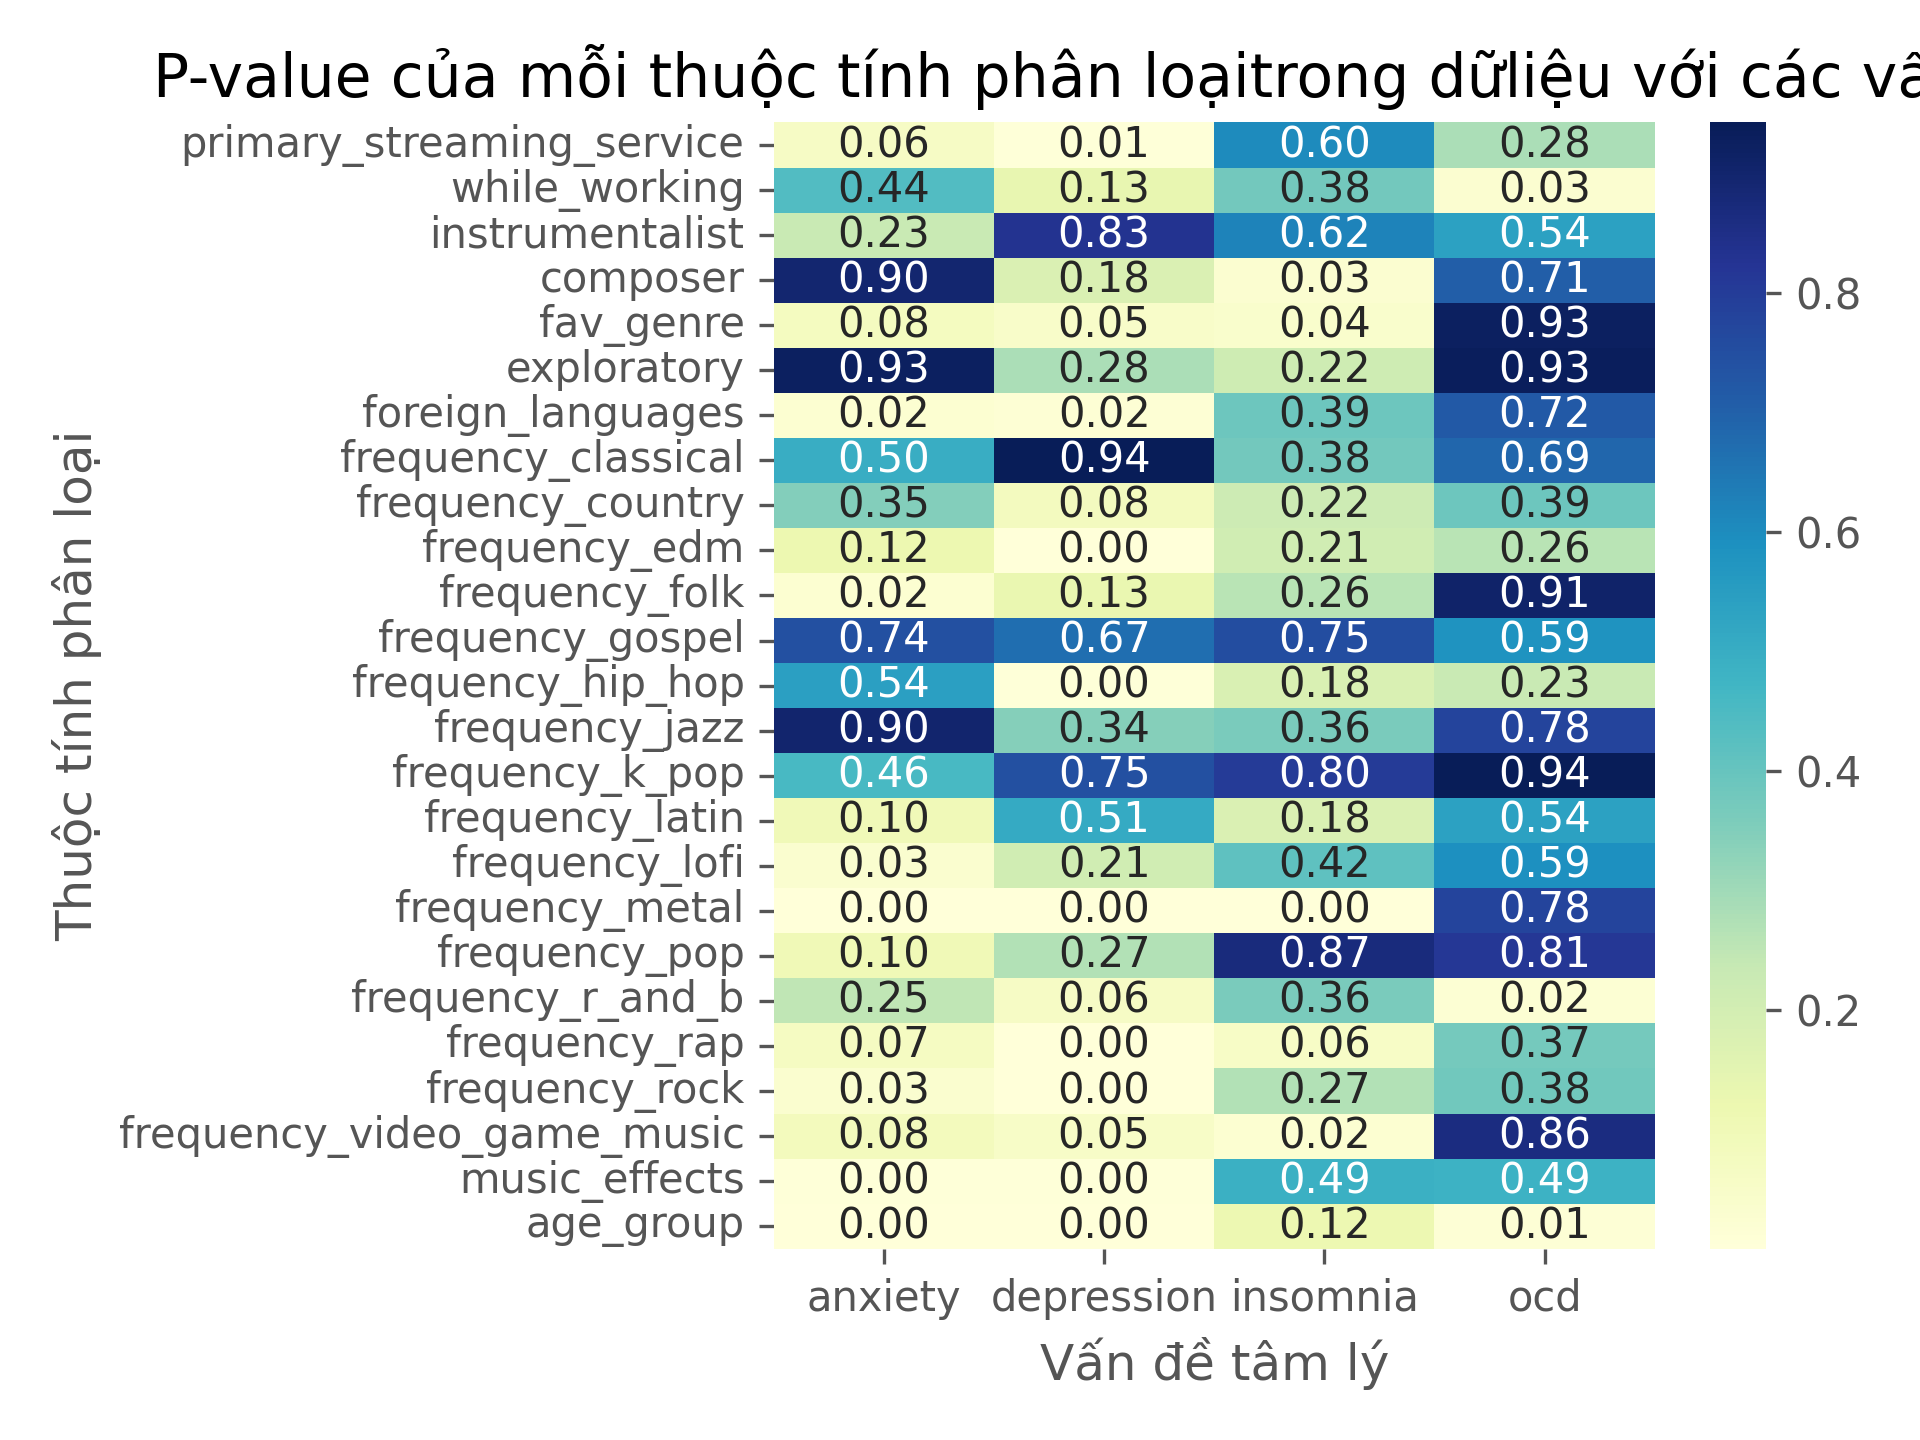 P-value của mỗi thuộc tính phân loạitrong dữliệu với các vấ
primary_streaming_service 0.06 0.01 0.60 0.28
while_working 0.44 0.13 0.38 0.03
instrumentalist 0.23 0.83 0.62 0.54
composer 0.90 0.18 0.03 0.71
fav_genre 0.08 0.05 0.04 0.93
exploratory 0.93 0.28 0.22 0.93
foreign_languages 0.02 0.02 0.39 0.72
frequency_classical 0.50 0.94 0.38 0.69
frequency_country 0.35 0.08 0.22 0.39
frequency_edm 0.12 0.00 0.21 0.26
frequency_folk 0.02 0.13 0.26 0.91
frequency_gospel 0.74 0.67 0.75 0.59
frequency_hip_hop 0.54 0.00 0.18 0.23
frequency_jazz 0.90 0.34 0.36 0.78
frequency_k_pop 0.46 0.75 0.80 0.94
frequency_latin 0.10 0.51 0.18 0.54
frequency_lofi 0.03 0.21 0.42 0.59
frequency_metal 0.00 0.00 0.00 0.78
frequency_pop 0.10 0.27 0.87 0.81
frequency_r_and_b 0.25 0.06 0.36 0.02
frequency_rap 0.07 0.00 0.06 0.37
frequency_rock 0.03 0.00 0.27 0.38
frequency_video_game_music 0.08 0.05 0.02 0.86
music_effects 0.00 0.00 0.49 0.49
age_group 0.00 0.00 0.12 0.01
anxiety depression insomnia ocd
Vấn đề tâm lý
Thuộc tính phân loại
0.8
0.6
0.4
0.2